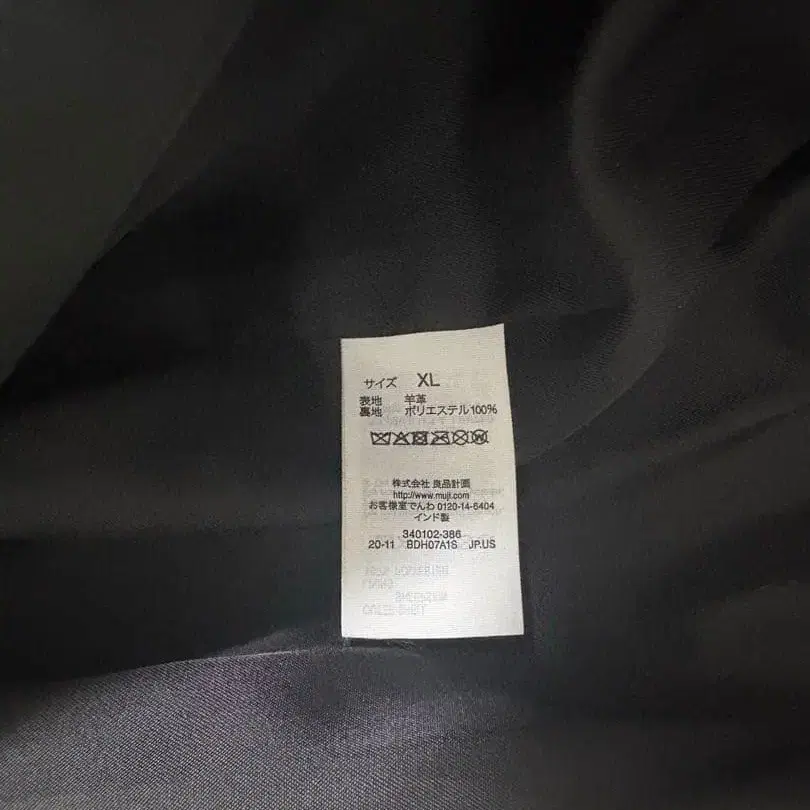 サイズ XL
表地 羊革
裏地 ポリエステル100%
株式会社 良品計画
http://www.muji.com
お客様室でんわ 0120-14-6404
インド製
340102-386
20-11 BDH07A1S JP.US